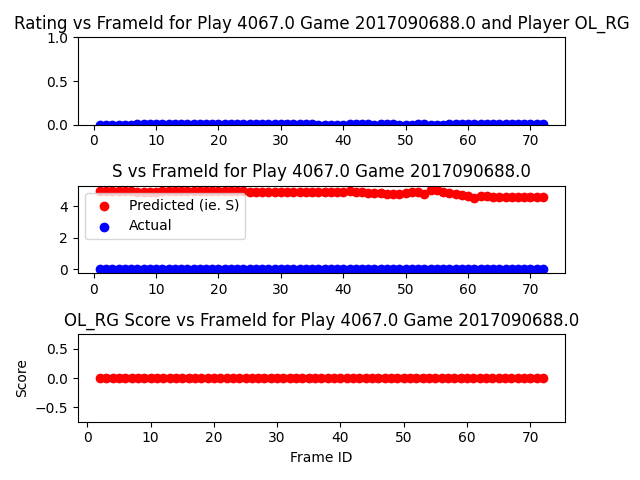 Rating vs FrameId for Play 4067.0 Game 2017090688.0 and Player OL_RG
1.0
0.5
0.0
0 10 20 30 40 50 60 70
S vs FrameId for Play 4067.0 Game 2017090688.0
4
2
0
Predicted (ie. S)
Actual
0 10 20 30 40 50 60 70
OL_RG Score vs FrameId for Play 4067.0 Game 2017090688.0
Score
0.5
0.0
−0.5
0 10 20 30 40 50 60 70
Frame ID